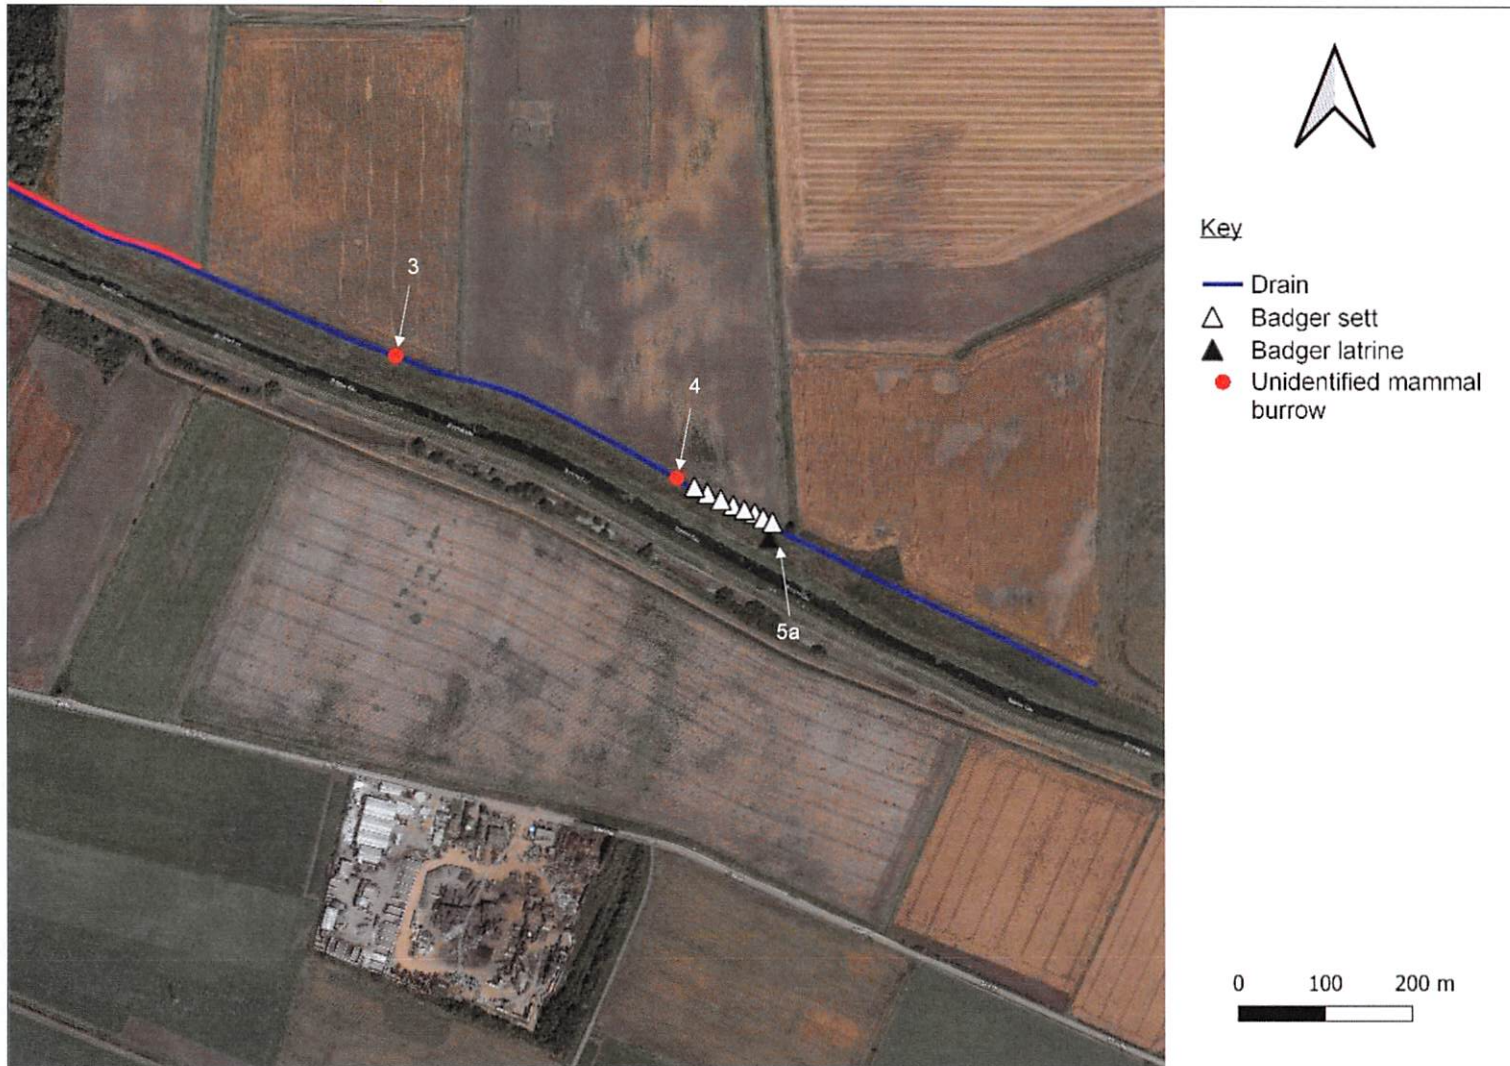 3
4
5a
Key
Drain
Badger sett
Badger latrine
Unidentified mammal
burrow
0 100 200 m